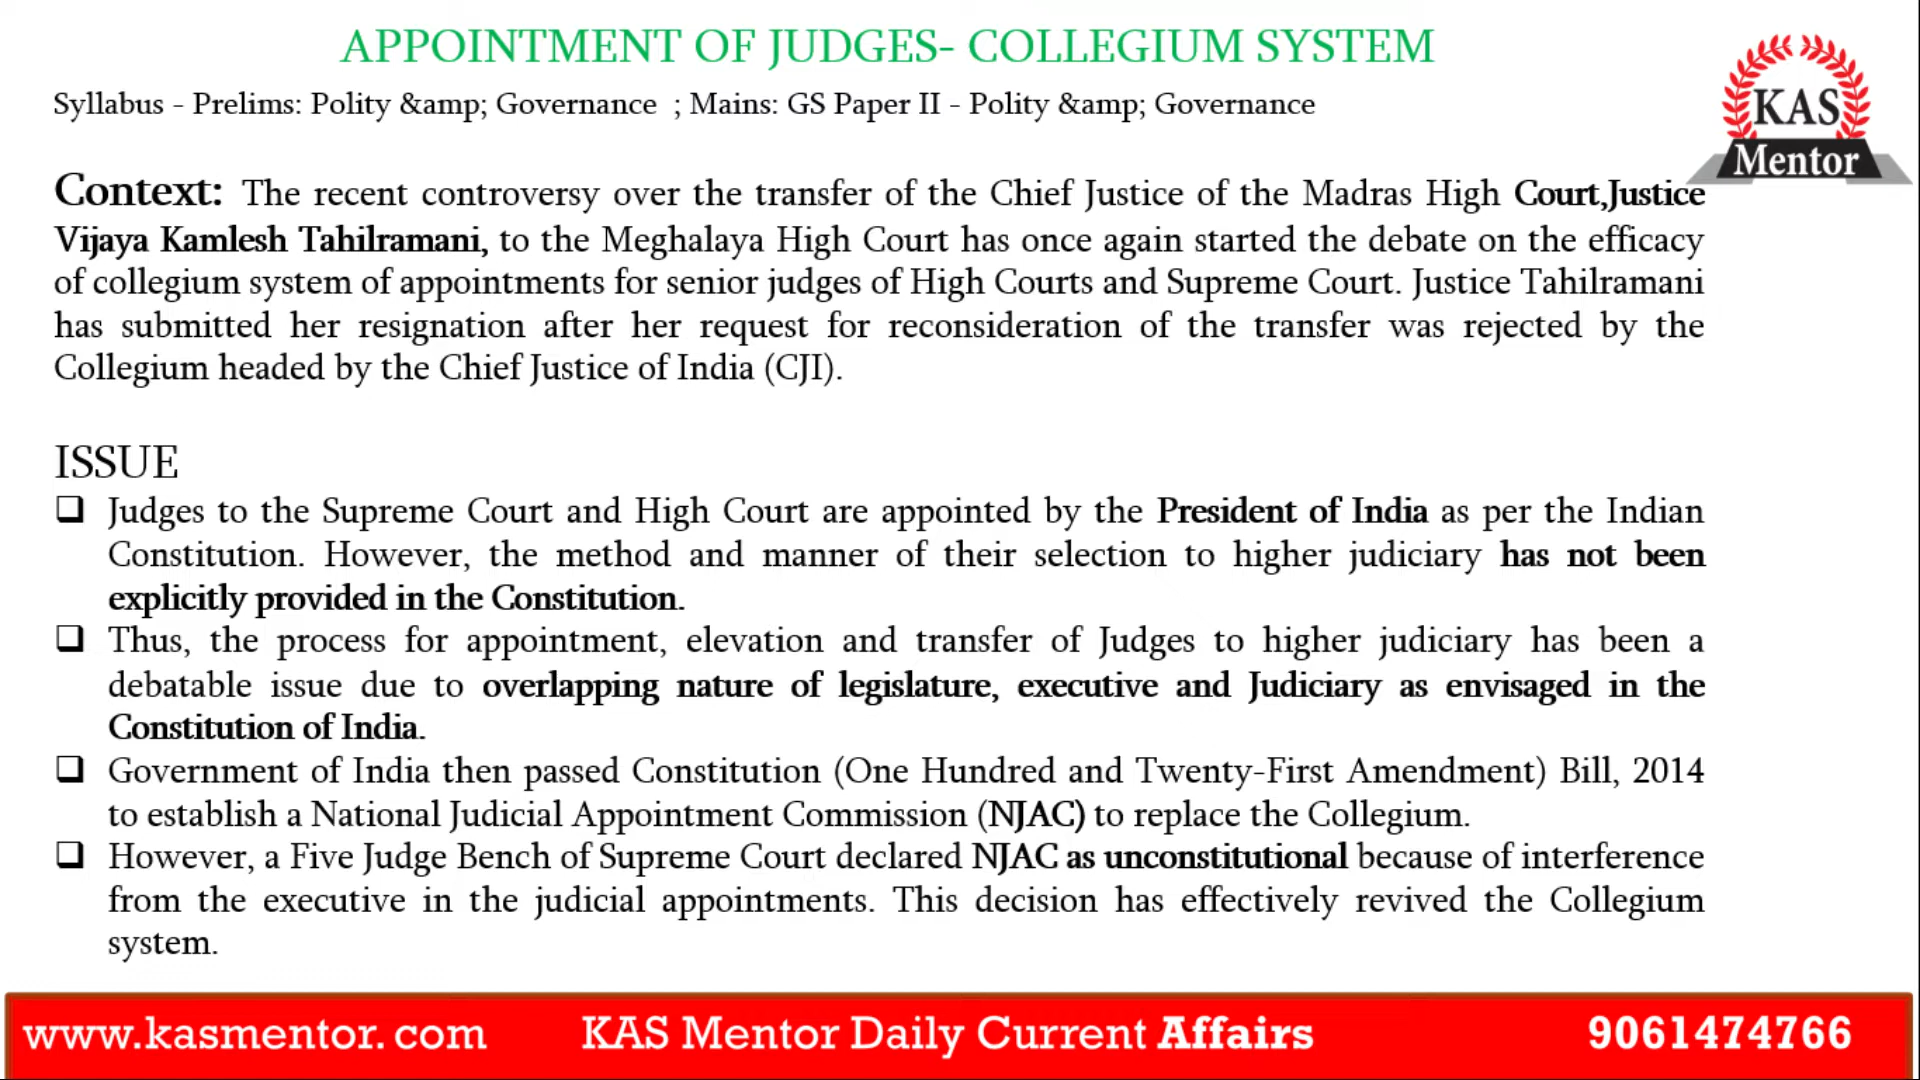 APPOINTMENT OF JUDGES- COLLEGIUM SYSTEM
Syllabus - Prelims: Polity &amp; Governance ; Mains: GS Paper II - Polity &amp; Governance
KAS
Mentor
Context: The recent controversy over the transfer of the Chief Justice of the Madras High Court,Justice
Vijaya Kamlesh Tahilramani, to the Meghalaya High Court has once again started the debate on the efficacy
of collegium system of appointments for senior judges of High Courts and Supreme Court. Justice Tahilramani
has submitted her resignation after her request for reconsideration of the transfer was rejected by the
Collegium headed by the Chief Justice of India (CJI).
ISSUE
❑ Judges to the Supreme Court and High Court are appointed by the President of India as per the Indian
Constitution. However, the method and manner of their selection to higher judiciary has not been
explicitly provided in the Constitution.
❑ Thus, the process for appointment, elevation and transfer of Judges to higher judiciary has been a
debatable issue due to overlapping nature of legislature, executive and Judiciary as envisaged in the
Constitution of India.
❑ Government of India then passed Constitution (One Hundred and Twenty-First Amendment) Bill, 2014
to establish a National Judicial Appointment Commission (NJAC) to replace the Collegium.
❑ However, a Five Judge Bench of Supreme Court declared NJAC as unconstitutional because of interference
from the executive in the judicial appointments. This decision has effectively revived the Collegium
system.
www.kasmentor.com KAS Mentor Daily Current Affairs 9061474766